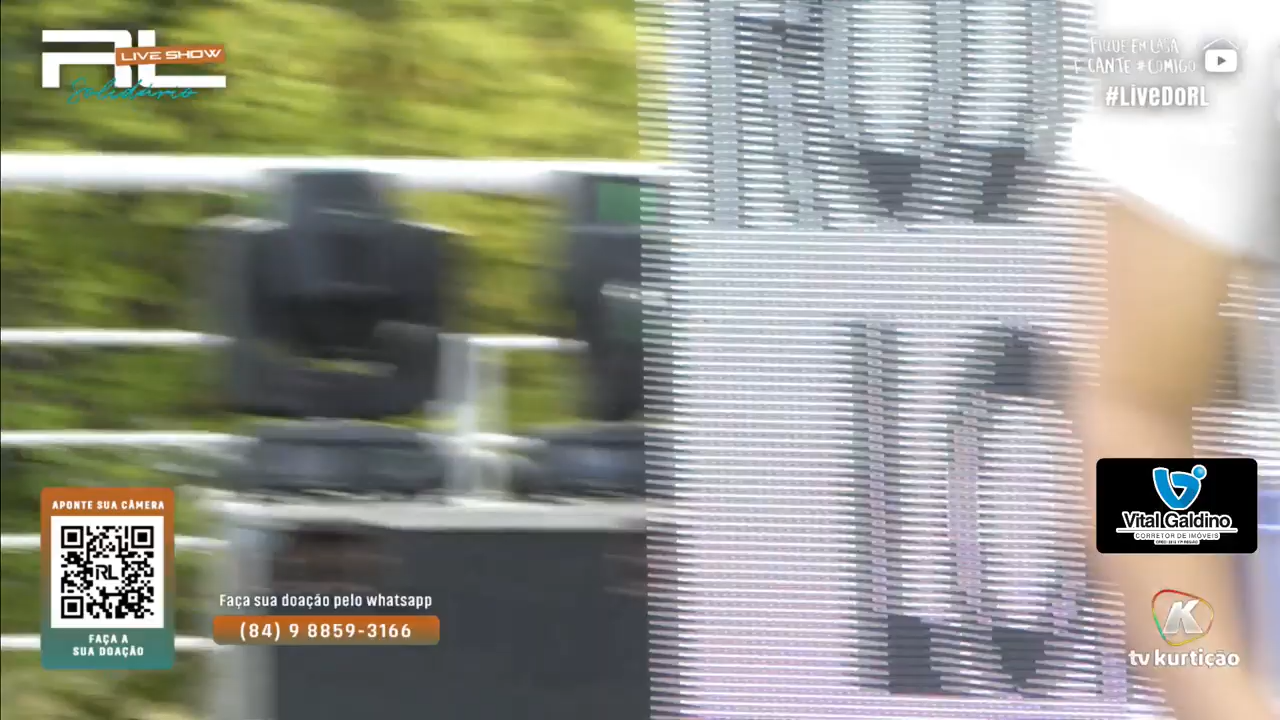 RL
LIVE SHOW
Solidário
FIQUE EM CASA
E CANTE #COMIGO
#LIVEDORL
APONTE SUA CÂMERA
RL
FAÇA A
SUA DOAÇÃO
Faça sua doação pelo whatsapp
(84) 9 8859-3166
Vital Galdino
CORRETOR DE IMÓVEIS
K
tv kurtição